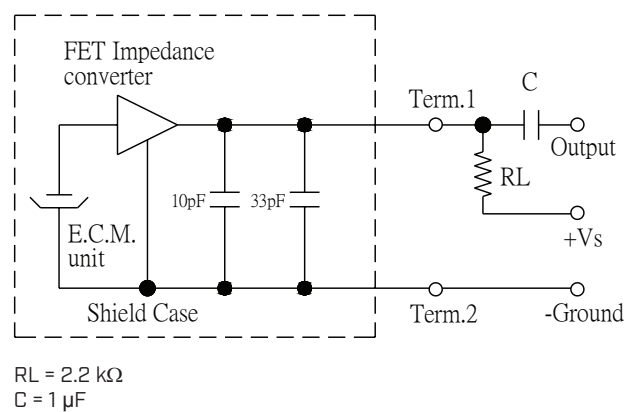 FET Impedance
converter
Term.1
C
Output
10pF
33pF
RL
+Vs
E.C.M.
unit
Shield Case
Term.2
-Ground
RL = 2.2 kΩ
C = 1 µF